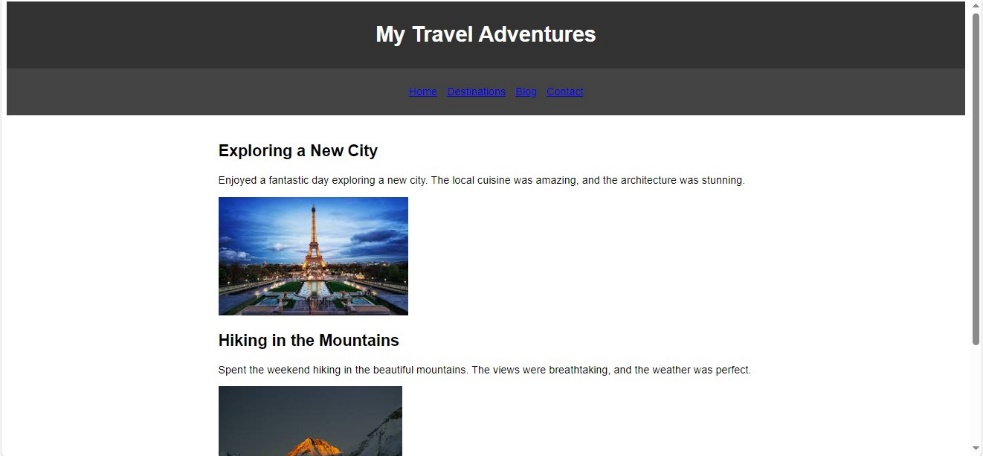 My Travel Adventures
Home Destinations Blog Contact
Exploring a New City
Enjoyed a fantastic day exploring a new city. The local cuisine was amazing, and the architecture was stunning.
Hiking in the Mountains
Spent the weekend hiking in the beautiful mountains. The views were breathtaking, and the weather was perfect.